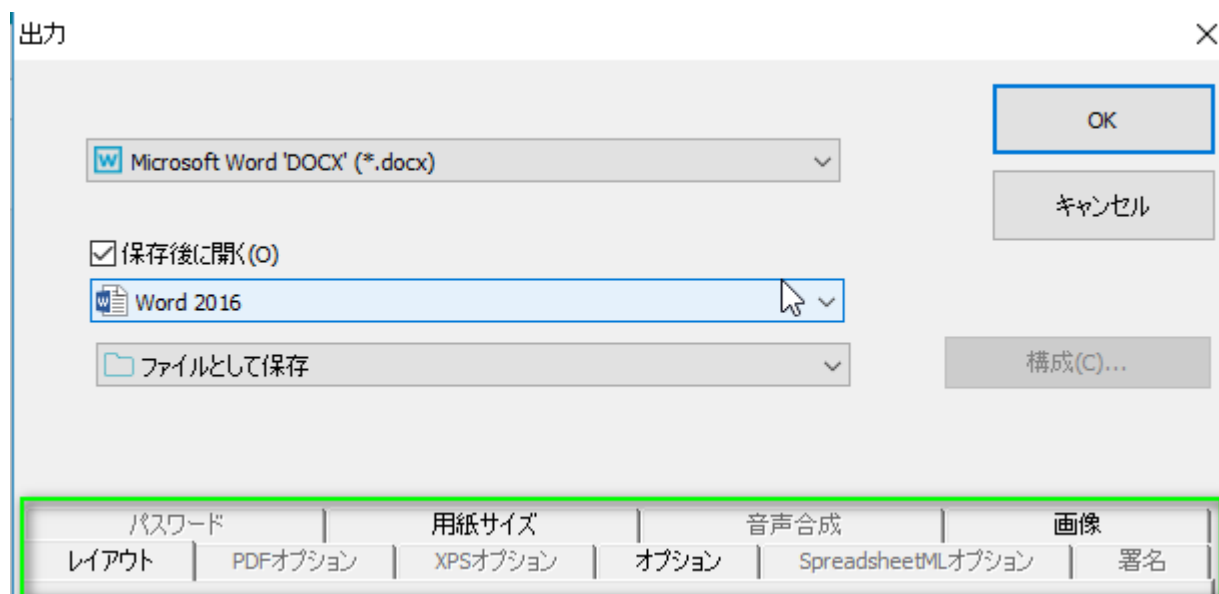 出力
OK
Microsoft Word 'DOCX' (*.docx)
キャンセル
保存後に開く(O)
Word 2016
ファイルとして保存
構成(C)...
パスワード 用紙サイズ 音声合成 画像
レイアウト PDFオプション XPSオプション オプション SpreadsheetMLオプション 署名